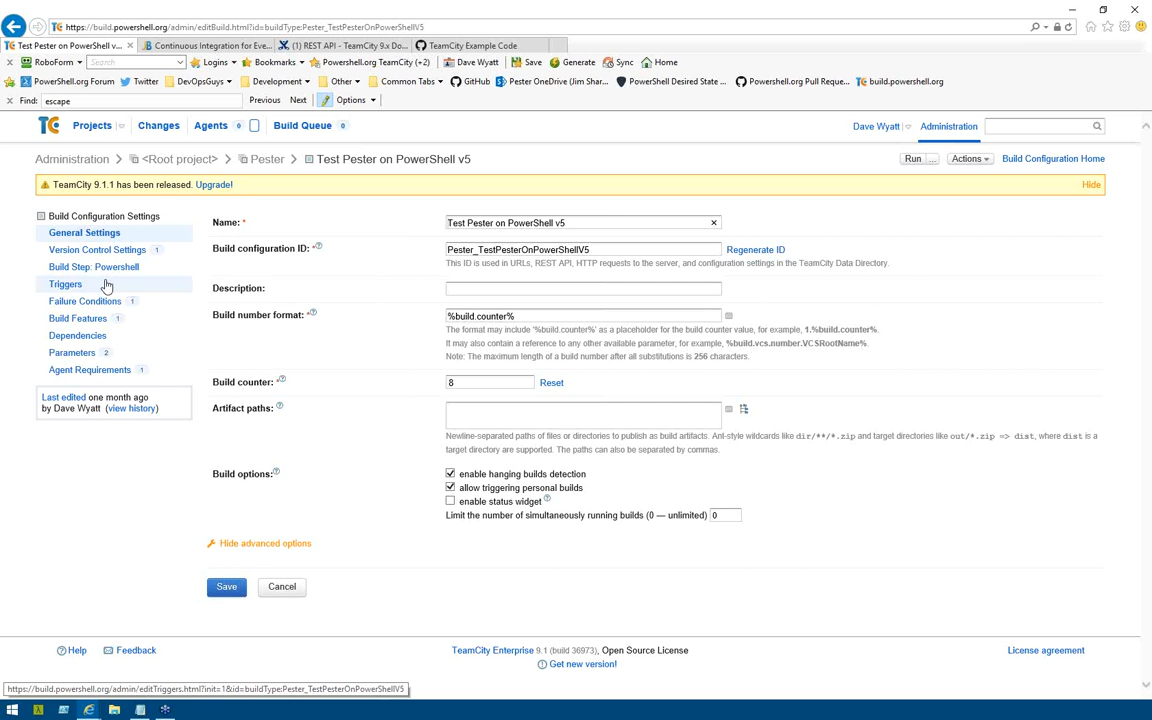 https://build.powershell.org/admin/editBuild.html?id=buildType:Pester_TestPesterOnPowerShellV5
Test Pester on PowerShell v...
Continuous Integration for Eve...
(1) REST API - TeamCity 9.x Do...
TeamCity Example Code
RoboForm
Search
Logins
Bookmarks
Powershell.org TeamCity (+2)
Dave Wyatt
Save
Generate
Sync
Home
PowerShell.org Forum
Twitter
DevOpsGuys
Development
Other
Common Tabs
GitHub
Pester OneDrive (Jim Shar...
PowerShell Desired State ...
Powershell.org Pull Reque...
build.powershell.org
Find: escape
Previous
Next
Options
TC
Projects
Changes
Agents 0
Build Queue 0
Dave Wyatt
Administration
Administration
<Root project>
Pester
Test Pester on PowerShell v5
Run ...
Actions
Build Configuration Home
TeamCity 9.1.1 has been released. Upgrade!
Hide
Build Configuration Settings
General Settings
Version Control Settings 1
Build Step: Powershell
Triggers
Failure Conditions 1
Build Features 1
Dependencies
Parameters 2
Agent Requirements 1
Last edited one month ago
by Dave Wyatt (view history)
Name: *
Test Pester on PowerShell v5
Build configuration ID: *
Pester_TestPesterOnPowerShellV5
Regenerate ID
This ID is used in URLs, REST API, HTTP requests to the server, and configuration settings in the TeamCity Data Directory.
Description:
Build number format: *
%build.counter%
The format may include '%build.counter%' as a placeholder for the build counter value, for example, 1.%build.counter%.
It may also contain a reference to any other available parameter, for example, %build.vcs.number.VCSRootName%.
Note: The maximum length of a build number after all substitutions is 256 characters.
Build counter: *
8
Reset
Artifact paths:
Newline-separated paths of files or directories to publish as build artifacts. Ant-style wildcards like dir/**/*.zip and target directories like out/*.zip => dist, where dist is a
target directory are supported. The paths can also be separated by commas.
Build options:
enable hanging builds detection
allow triggering personal builds
enable status widget
Limit the number of simultaneously running builds (0 — unlimited) 0
Hide advanced options
Save
Cancel
Help
Feedback
TeamCity Enterprise 9.1 (build 36973), Open Source License
Get new version!
License agreement
https://build.powershell.org/admin/editTriggers.html?init=1&id=buildType:Pester_TestPesterOnPowerShellV5